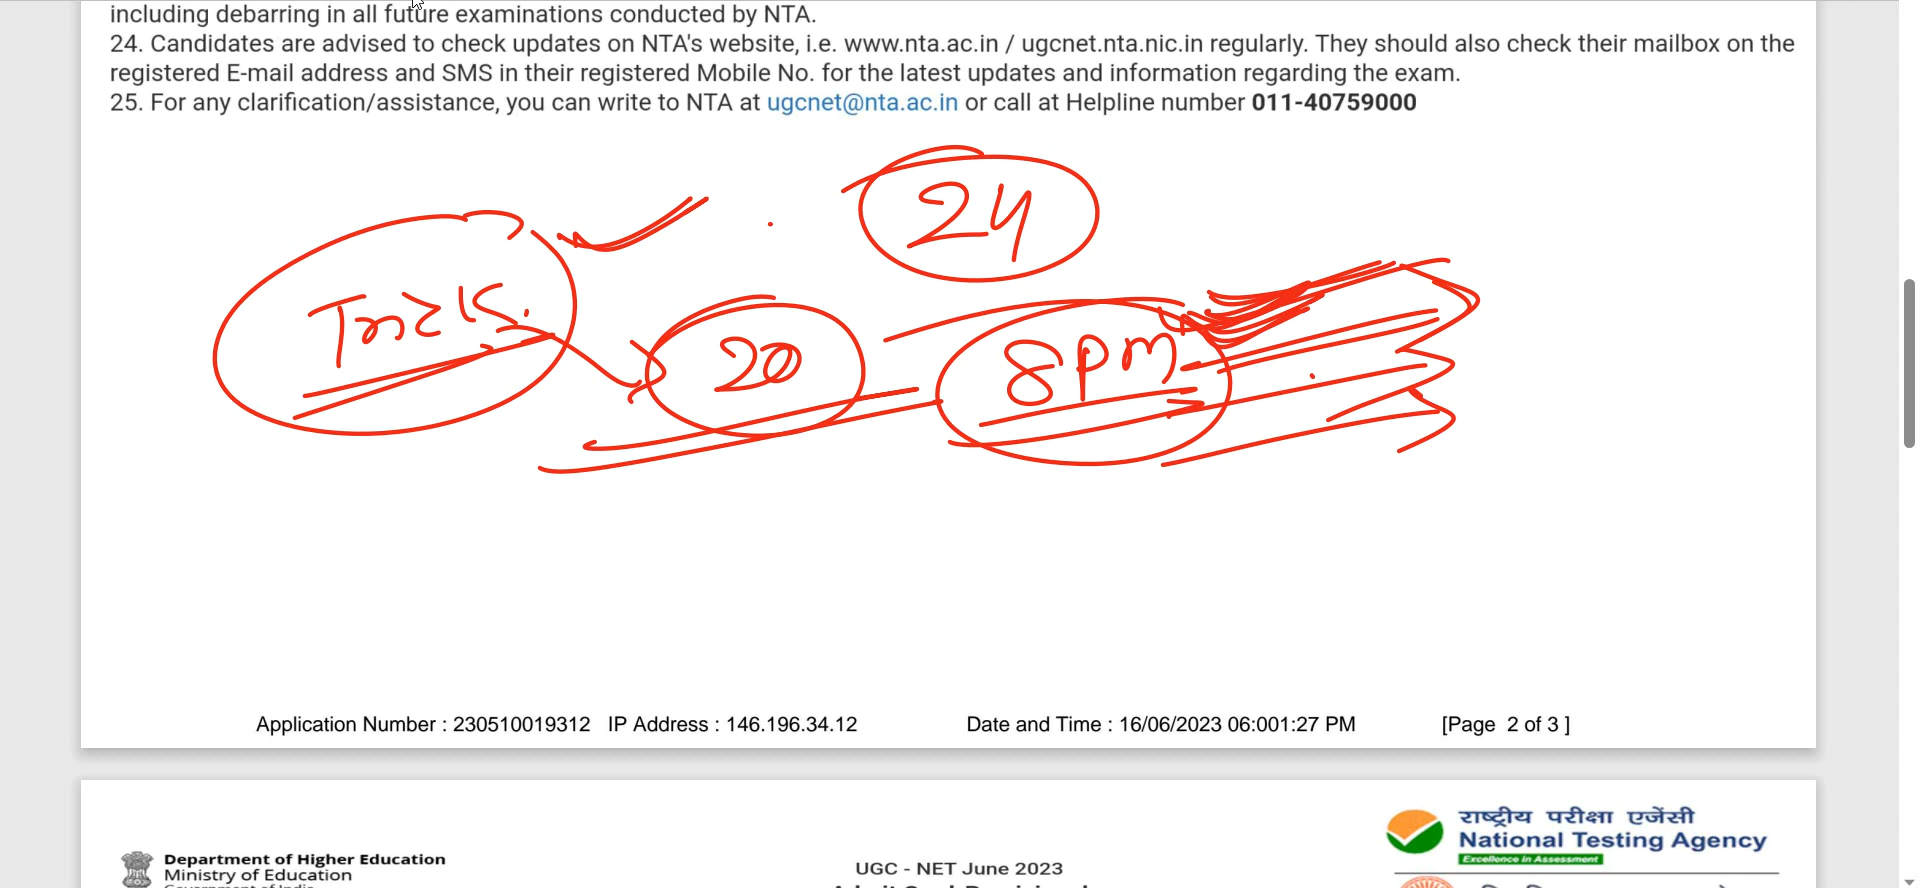 including debarring in all future examinations conducted by NTA.
24. Candidates are advised to check updates on NTA's website, i.e. www.nta.ac.in / ugcnet.nta.nic.in regularly. They should also check their mailbox on the
registered E-mail address and SMS in their registered Mobile No. for the latest updates and information regarding the exam.
25. For any clarification/assistance, you can write to NTA at ugcnet@nta.ac.in or call at Helpline number 011-40759000
24
Trick
20
8 pm
Application Number : 230510019312 IP Address : 146.196.34.12 Date and Time : 16/06/2023 06:001:27 PM [Page 2 of 3 ]
राष्ट्रीय परीक्षा एजेंसी
National Testing Agency
Excellence in Assessment
Department of Higher Education
Ministry of Education
UGC - NET June 2023